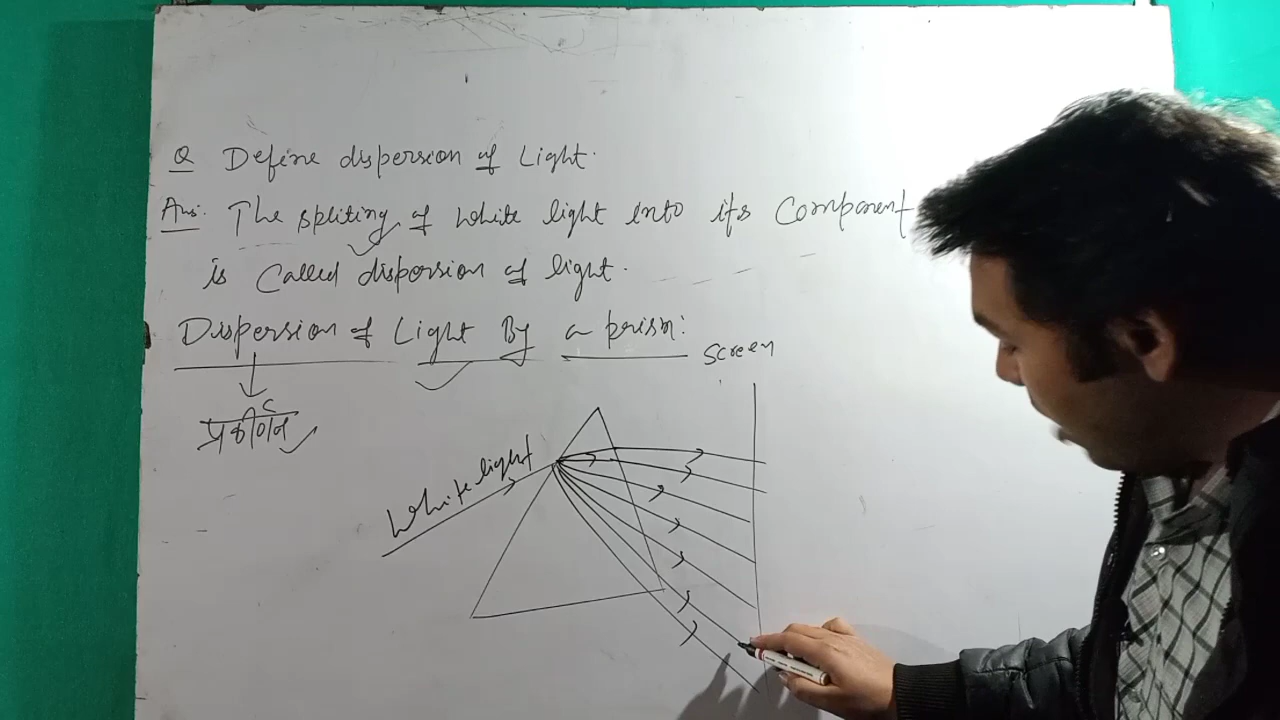 Q Define dispersion of Light.
Ans: The spliting of white light into its Component
is Called dispersion of light.
Dispersion of Light By a prism:
Screen
प्रकीर्णन
White light